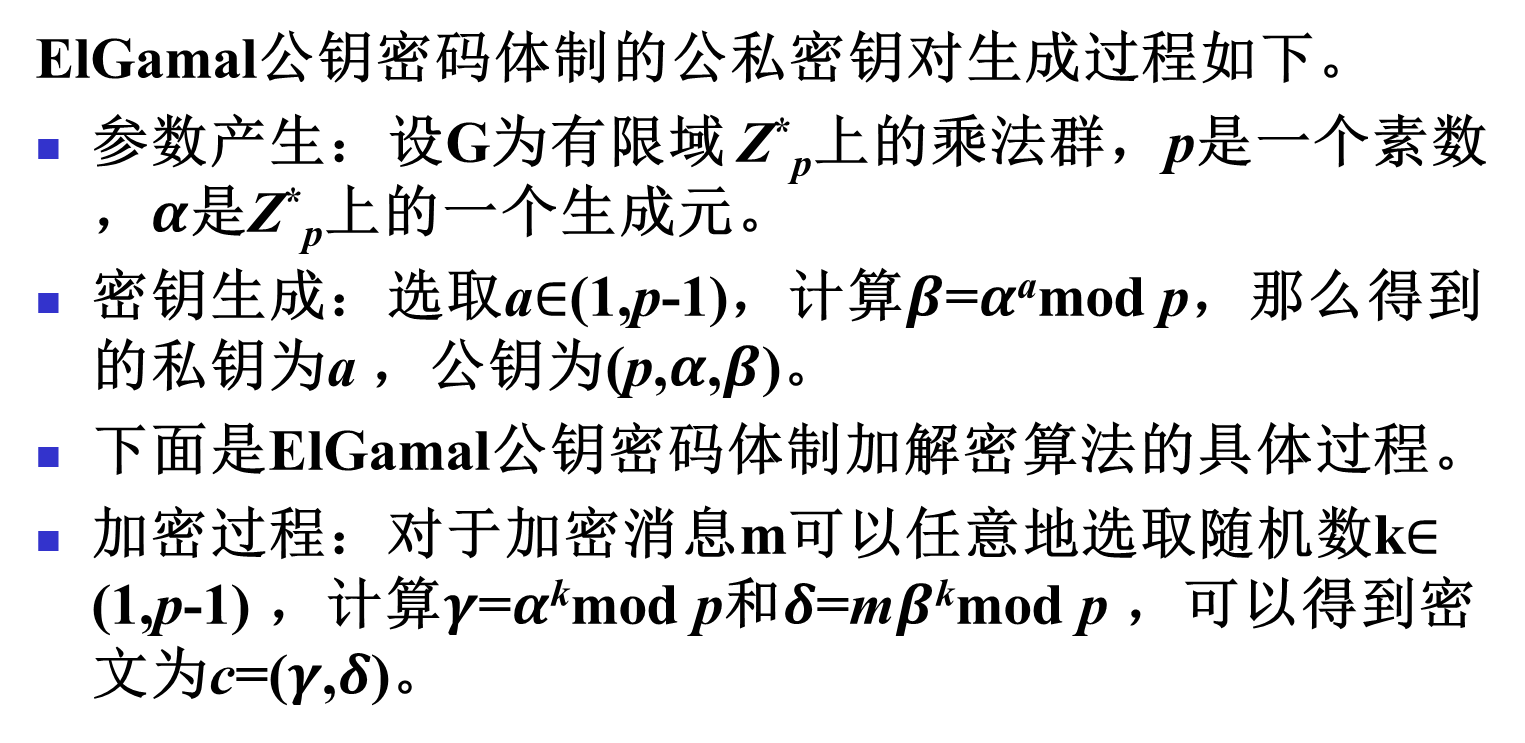 ElGamal公钥密码体制的公私密钥对生成过程如下。
■ 参数产生：设G为有限域 Z*p上的乘法群，p是一个素数
，α是Z*p上的一个生成元。
■ 密钥生成：选取a∈(1,p-1)，计算β=αᵃmod p，那么得到
的私钥为a ，公钥为(p,α,β)。
■ 下面是ElGamal公钥密码体制加解密算法的具体过程。
■ 加密过程：对于加密消息m可以任意地选取随机数k∈
(1,p-1) ，计算γ=αᵏmod p和δ=mβᵏmod p ，可以得到密
文为c=(γ,δ)。